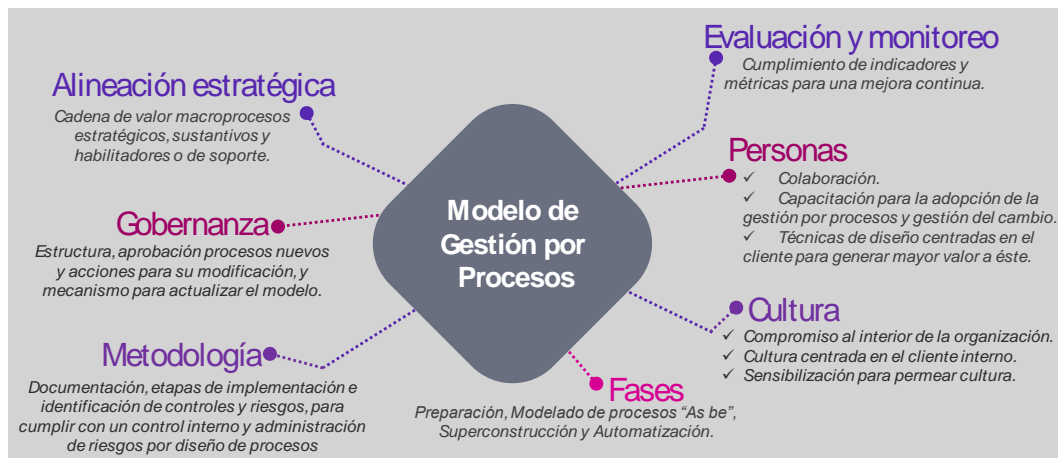 Alineación estratégica
Cadena de valor macroprocesos
estratégicos, sustantivos y
habilitadores o de soporte.
Gobernanza
Estructura, aprobación procesos nuevos
y acciones para su modificación, y
mecanismo para actualizar el modelo.
Metodología
Documentación, etapas de implementación e
identificación de controles y riesgos, para
cumplir con un control interno y administración
de riesgos por diseño de procesos
Modelo de
Gestión por
Procesos
Evaluación y monitoreo
Cumplimiento de indicadores y
métricas para una mejora continua.
Personas
✓ Colaboración.
✓ Capacitación para la adopción de la
gestión por procesos y gestión del cambio.
✓ Técnicas de diseño centradas en el
cliente para generar mayor valor a éste.
Cultura
✓ Compromiso al interior de la organización.
✓ Cultura centrada en el cliente interno.
✓ Sensibilización para permear cultura.
Fases
Preparación, Modelado de procesos “As be”,
Superconstrucción y Automatización.